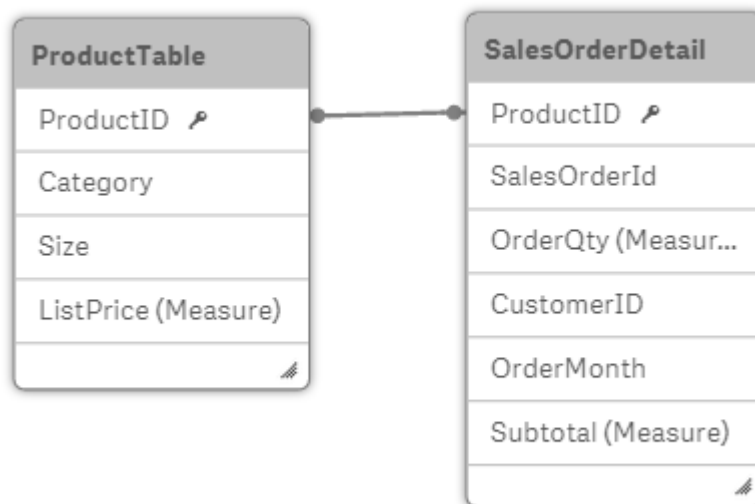 ProductTable
ProductID
Category
Size
ListPrice (Measure)
SalesOrderDetail
ProductID
SalesOrderId
OrderQty (Measur...
CustomerID
OrderMonth
Subtotal (Measure)